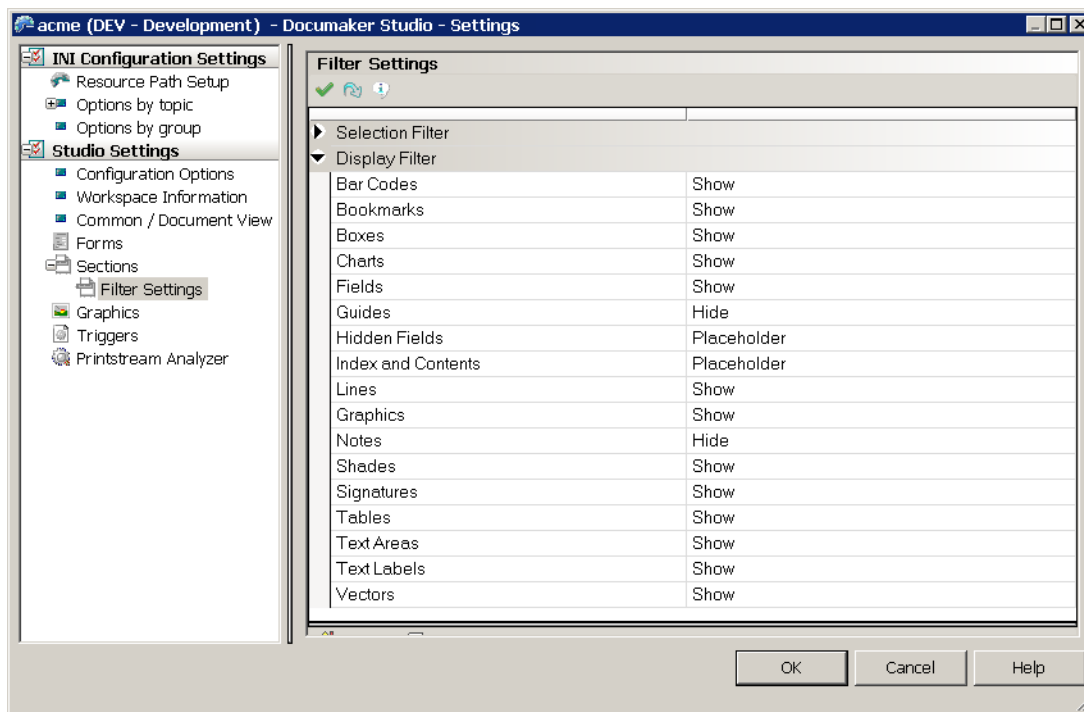 acme (DEV - Development) - Documaker Studio - Settings
INI Configuration Settings
Resource Path Setup
Options by topic
Options by group
Studio Settings
Configuration Options
Workspace Information
Common / Document View
Forms
Sections
Filter Settings
Graphics
Triggers
Printstream Analyzer
Filter Settings
Selection Filter
Display Filter
Bar Codes Show
Bookmarks Show
Boxes Show
Charts Show
Fields Show
Guides Hide
Hidden Fields Placeholder
Index and Contents Placeholder
Lines Show
Graphics Show
Notes Hide
Shades Show
Signatures Show
Tables Show
Text Areas Show
Text Labels Show
Vectors Show
OK Cancel Help